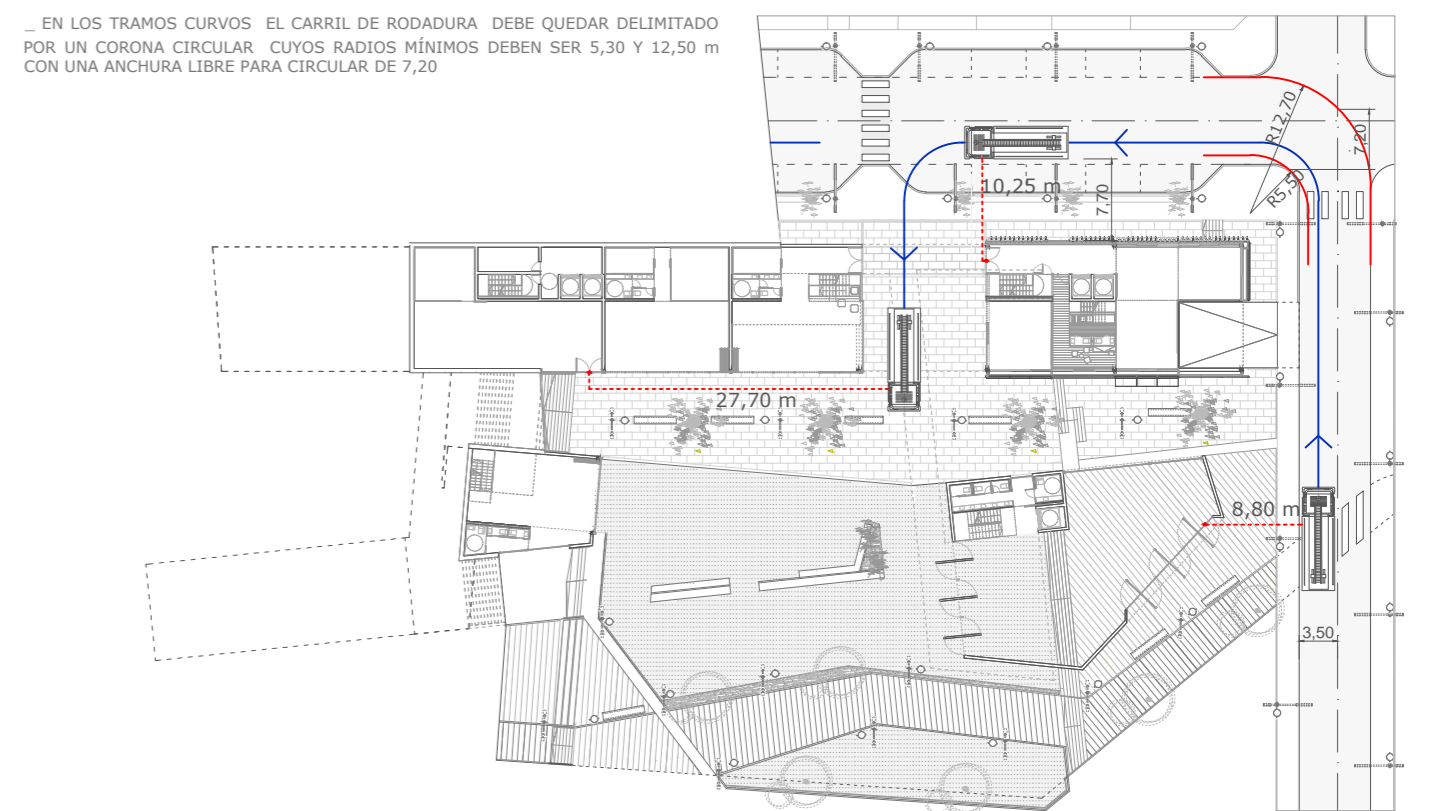 _ EN LOS TRAMOS CURVOS EL CARRIL DE RODADURA DEBE QUEDAR DELIMITADO
POR UN CORONA CIRCULAR CUYOS RADIOS MÍNIMOS DEBEN SER 5,30 Y 12,50 m
CON UNA ANCHURA LIBRE PARA CIRCULAR DE 7,20
R12,70
7,20
R5,50
10,25 m
7,70
27,70 m
8,80 m
3,50